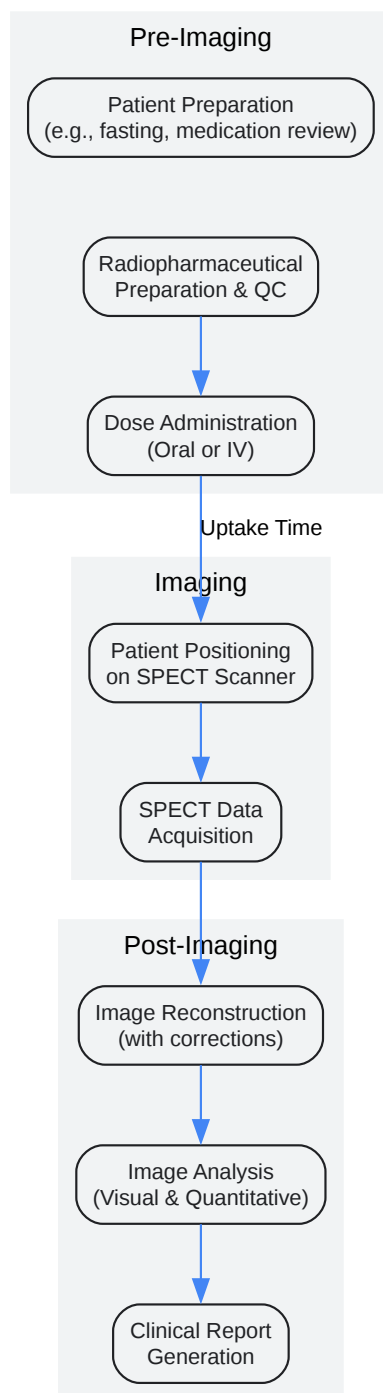 Pre-Imaging
Patient Preparation
(e.g., fasting, medication review)
Radiopharmaceutical
Preparation & QC
Dose Administration
(Oral or IV)
Uptake Time
Imaging
Patient Positioning
on SPECT Scanner
SPECT Data
Acquisition
Post-Imaging
Image Reconstruction
(with corrections)
Image Analysis
(Visual & Quantitative)
Clinical Report
Generation